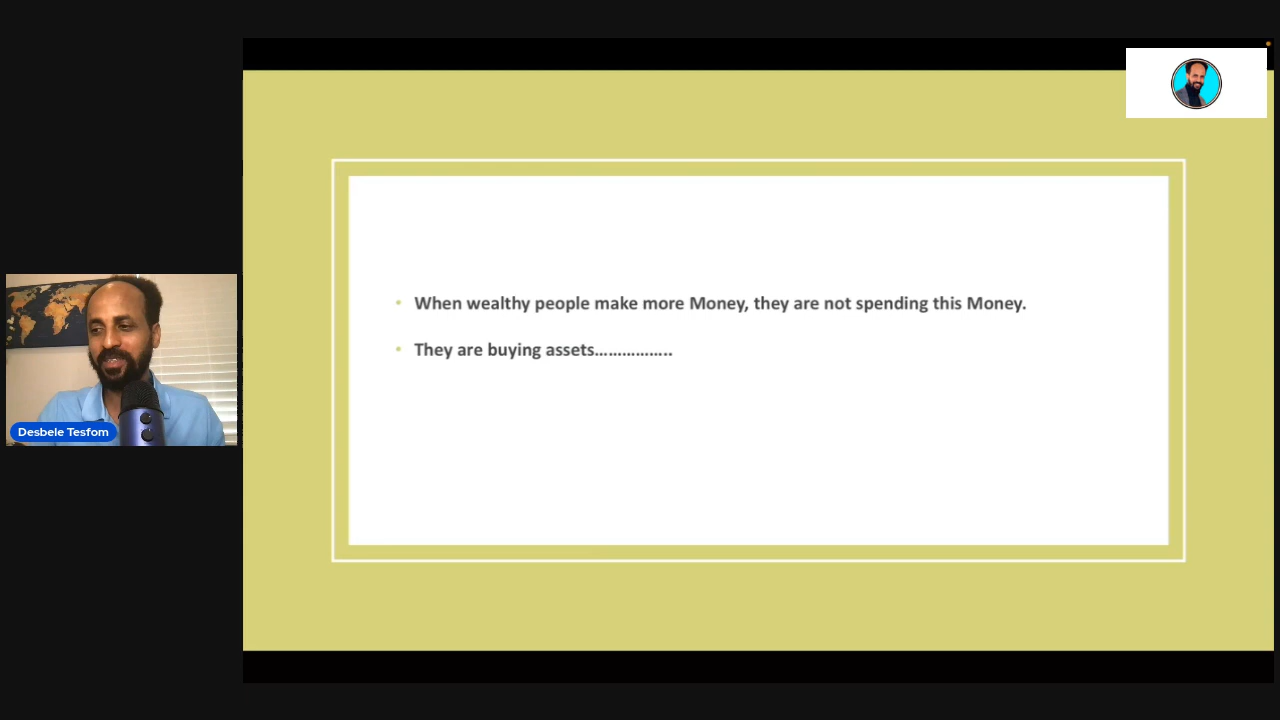 When wealthy people make more Money, they are not spending this Money.
They are buying assets……………..
Desbele Tesfom